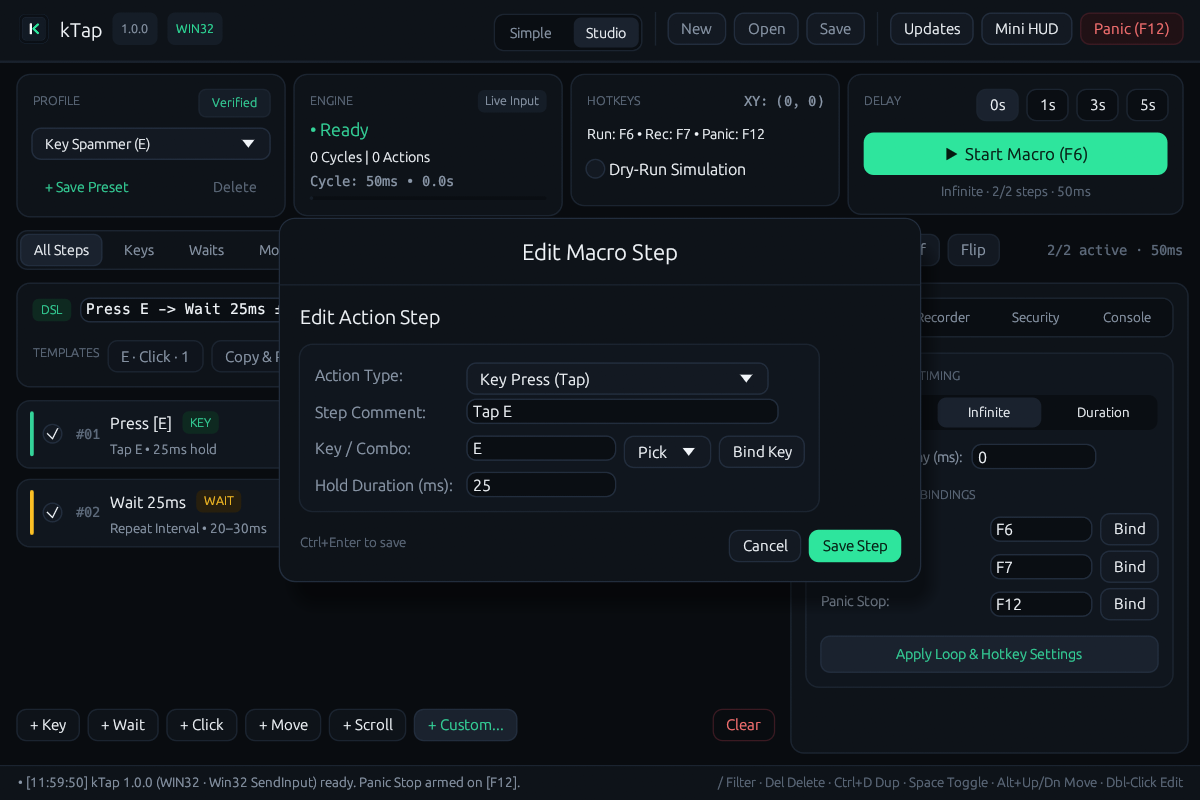 kTap 1.0.0 WIN32 Simple Studio New Open Save Updates Mini HUD Panic (F12)
PROFILE Verified
Key Spammer (E)
+ Save Preset Delete
ENGINE Live Input
• Ready
0 Cycles | 0 Actions
Cycle: 50ms • 0.0s
HOTKEYS XY: (0, 0)
Run: F6 • Rec: F7 • Panic: F12
Dry-Run Simulation
DELAY 0s 1s 3s 5s
▶ Start Macro (F6)
Infinite · 2/2 steps · 50ms
All Steps Keys Waits Mo
Flip 2/2 active · 50ms
DSL Press E -> Wait 25ms
TEMPLATES E · Click · 1 Copy &
#01 Press [E] KEY
Tap E • 25ms hold
#02 Wait 25ms WAIT
Repeat Interval • 20–30ms
Edit Macro Step
Edit Action Step
Action Type: Key Press (Tap)
Step Comment: Tap E
Key / Combo: E Pick Bind Key
Hold Duration (ms): 25
Ctrl+Enter to save Cancel Save Step
Recorder Security Console
TIMING
Infinite Duration
(ms): 0
BINDINGS
F6 Bind
F7 Bind
Panic Stop: F12 Bind
Apply Loop & Hotkey Settings
+ Key + Wait + Click + Move + Scroll + Custom... Clear
• [11:59:50] kTap 1.0.0 (WIN32 · Win32 SendInput) ready. Panic Stop armed on [F12].
/ Filter · Del Delete · Ctrl+D Dup · Space Toggle · Alt+Up/Dn Move · Dbl-Click Edit